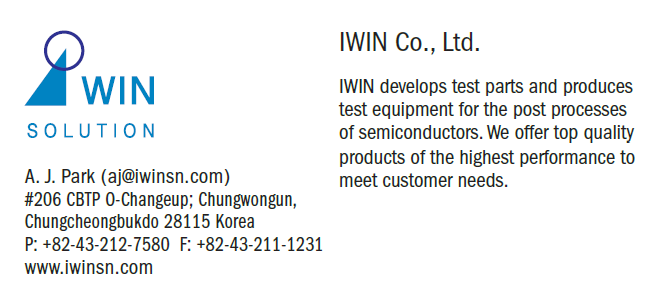 WIN
SOLUTION
A. J. Park (aj@iwinsn.com)
#206 CBTP O-Changeup; Chungwongun,
Chungcheongbukdo 28115 Korea
P: +82-43-212-7580 F: +82-43-211-1231
www.iwinsn.com
IWIN Co., Ltd.
IWIN develops test parts and produces
test equipment for the post processes
of semiconductors. We offer top quality
products of the highest performance to
meet customer needs.